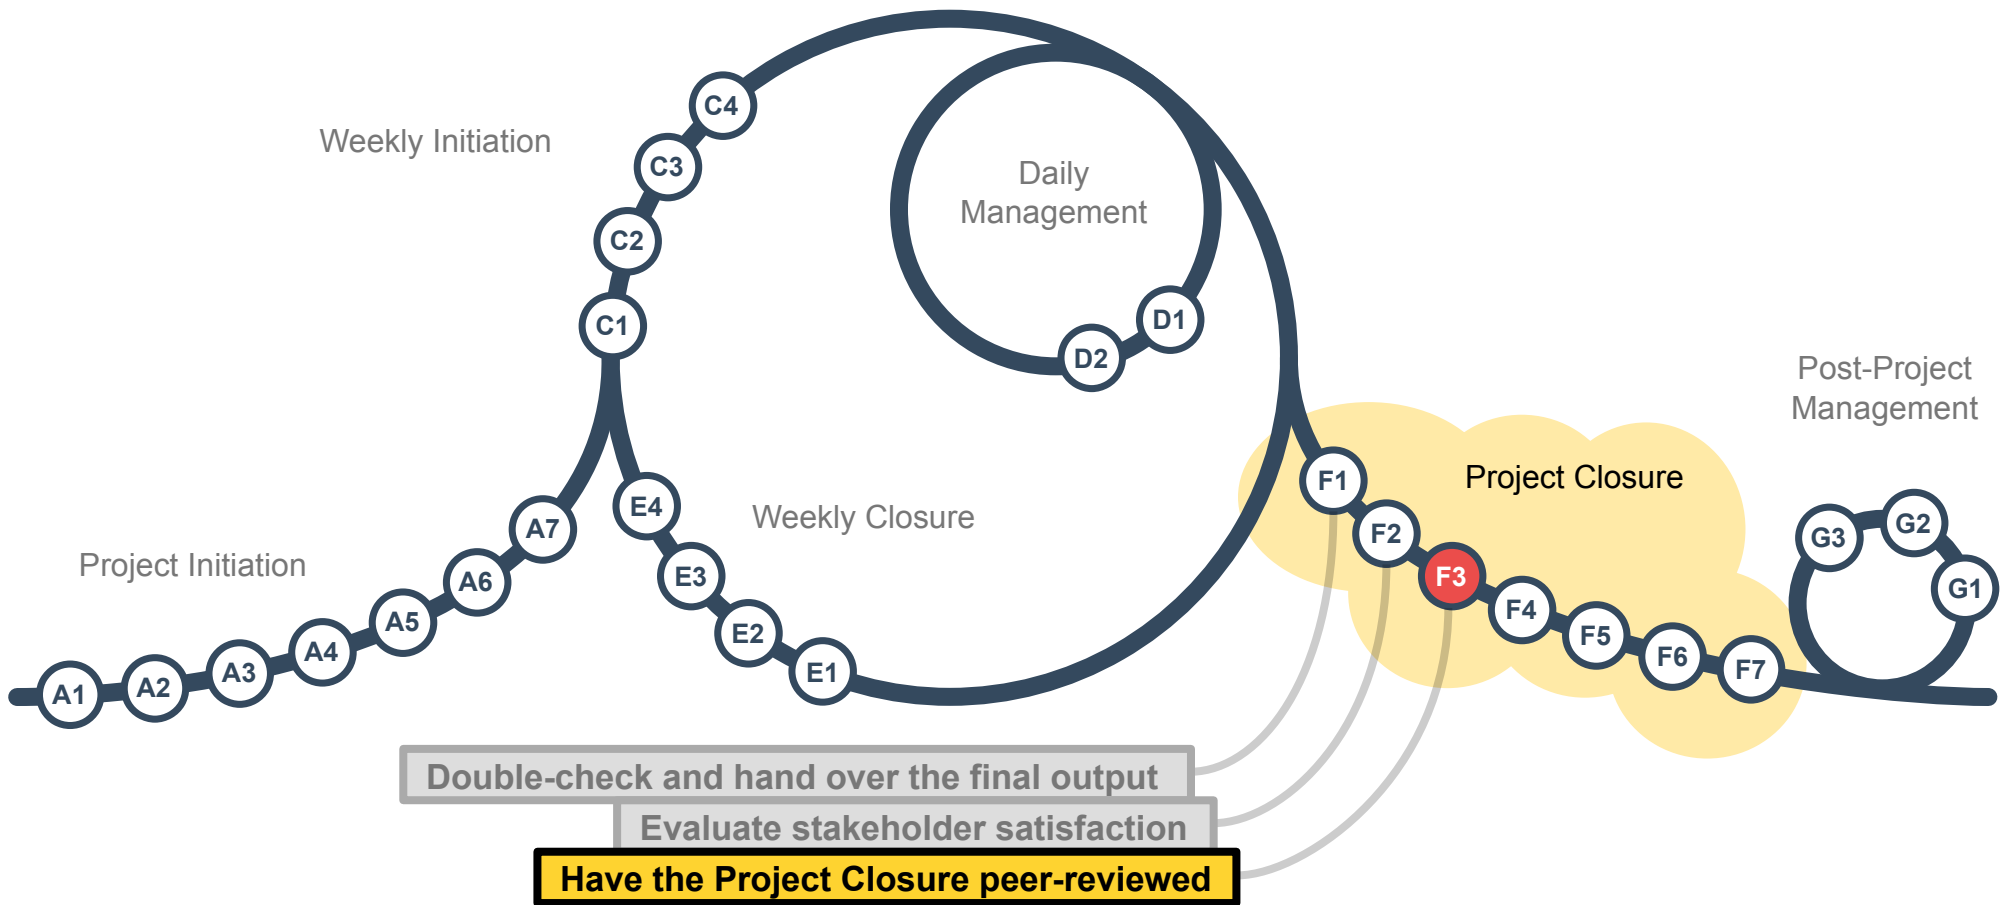 Weekly Initiation
C4
C3
C2
C1
Daily
Management
D1
D2
Post-Project
Management
Project Closure
F1
F2
F3
F4
F5
F6
F7
G3
G2
G1
Weekly Closure
E4
E3
E2
E1
Project Initiation
A1
A2
A3
A4
A5
A6
A7
Double-check and hand over the final output
Evaluate stakeholder satisfaction
Have the Project Closure peer-reviewed